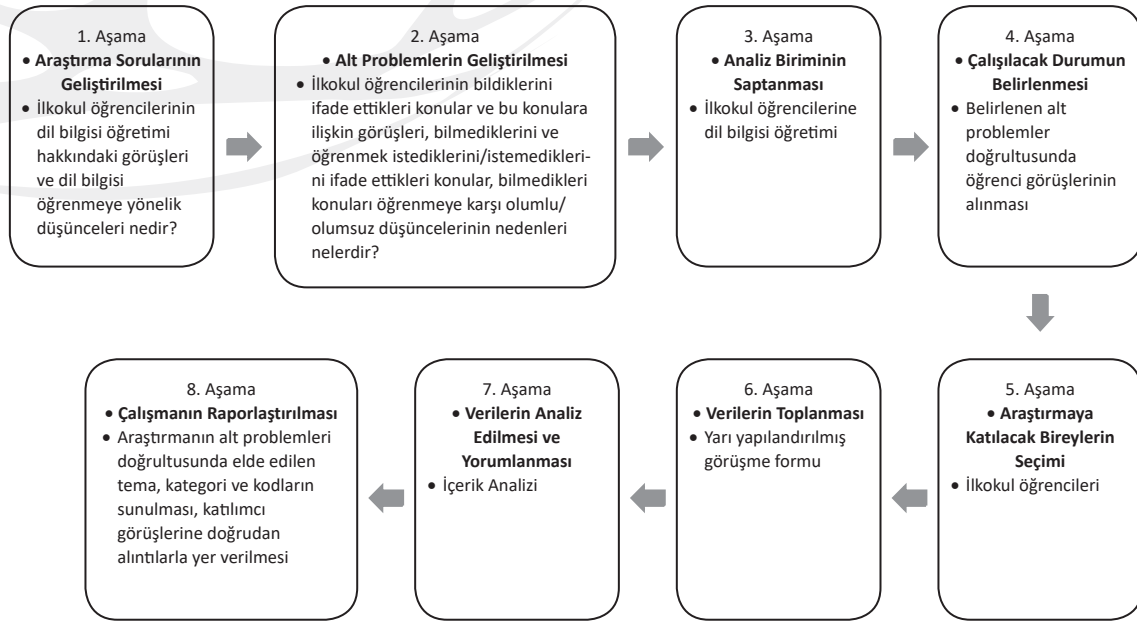 1. Aşama
• Araştırma Sorularının
Geliştirilmesi
• İlkokul öğrencilerinin
dil bilgisi öğretimi
hakkındaki görüşleri
ve dil bilgisi
öğrenmeye yönelik
düşünceleri nedir?
2. Aşama
• Alt Problemlerin Geliştirilmesi
• İlkokul öğrencilerinin bildiklerini
ifade ettikleri konular ve bu konulara
ilişkin görüşleri, bilmediklerini ve
öğrenmek istediklerini/istemedikleri-
ni ifade ettikleri konular, bilmedikleri
konuları öğrenmeye karşı olumlu/
olumsuz düşüncelerinin nedenleri
nelerdir?
3. Aşama
• Analiz Biriminin
Saptanması
• İlkokul öğrencilerine
dil bilgisi öğretimi
4. Aşama
• Çalışılacak Durumun
Belirlenmesi
• Belirlenen alt
problemler
doğrultusunda
öğrenci görüşlerinin
alınması
5. Aşama
• Araştırmaya
Katılacak Bireylerin
Seçimi
• İlkokul öğrencileri
6. Aşama
• Verilerin Toplanması
• Yarı yapılandırılmış
görüşme formu
7. Aşama
• Verilerin Analiz
Edilmesi ve
Yorumlanması
• İçerik Analizi
8. Aşama
• Çalışmanın Raporlaştırılması
• Araştırmanın alt problemleri
doğrultusunda elde edilen
tema, kategori ve kodların
sunulması, katılımcı
görüşlerine doğrudan
alıntılarla yer verilmesi